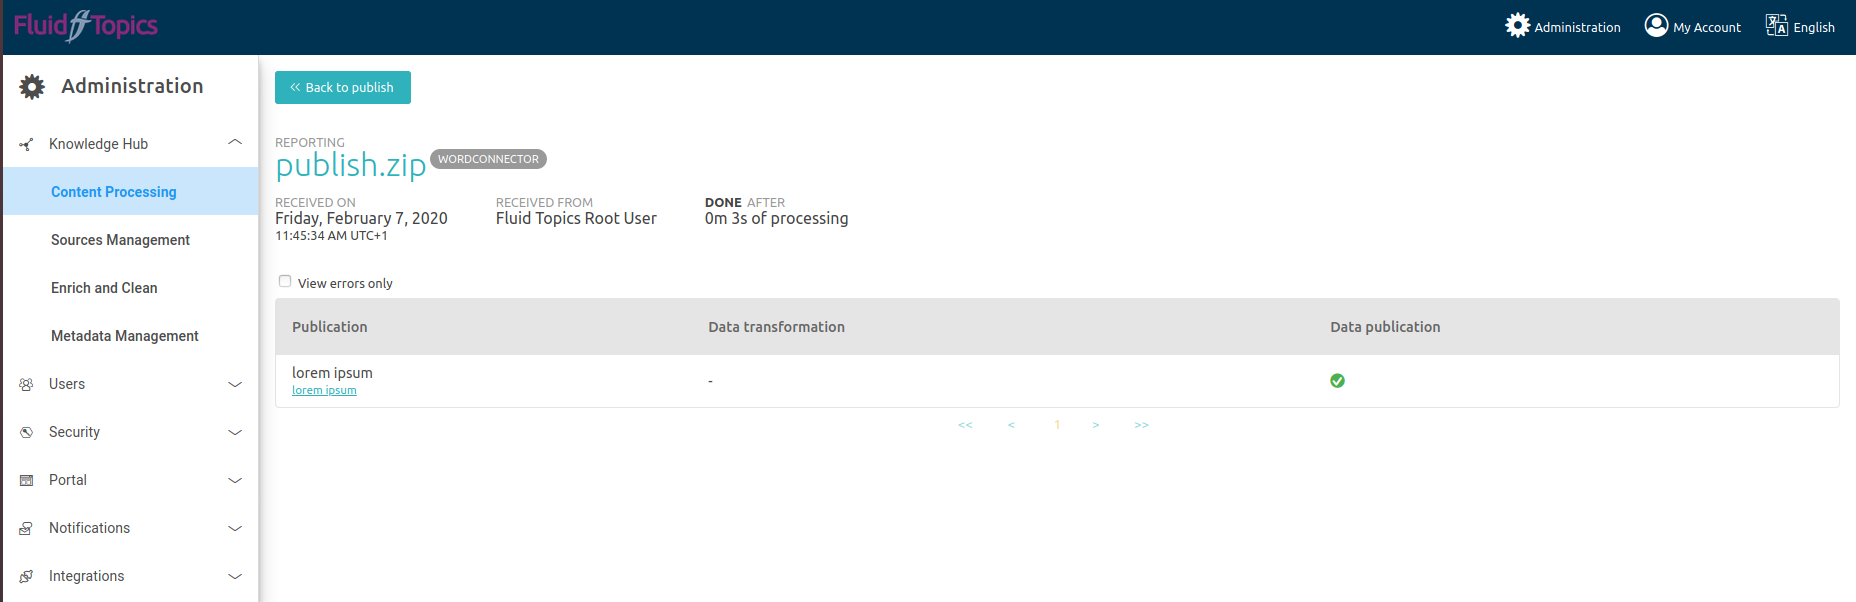 Fluid Topics
Administration
My Account
English
Administration
Knowledge Hub
Content Processing
Sources Management
Enrich and Clean
Metadata Management
Users
Security
Portal
Notifications
Integrations
<< Back to publish
REPORTING
publish.zip WORDCONNECTOR
RECEIVED ON
Friday, February 7, 2020
11:45:34 AM UTC+1
RECEIVED FROM
Fluid Topics Root User
DONE AFTER
0m 3s of processing
View errors only
Publication Data transformation Data publication
lorem ipsum -
lorem ipsum
<< < 1 > >>